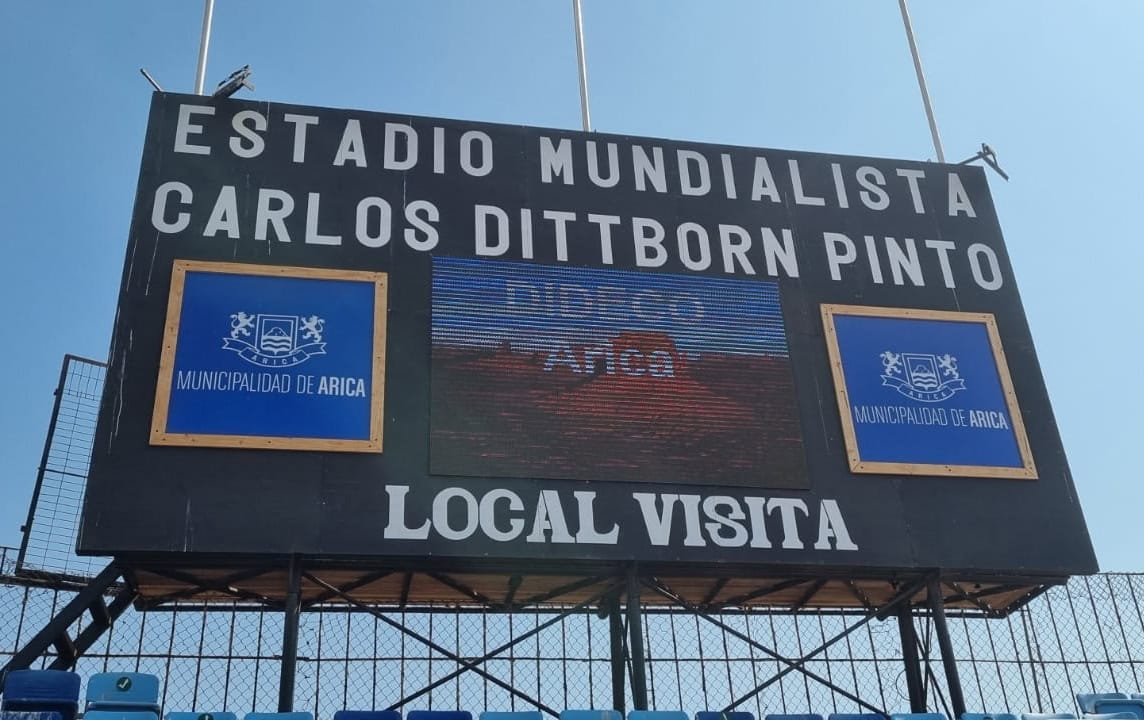 ESTADIO MUNDIALISTA
CARLOS DITTBORN PINTO
ARICA
MUNICIPALIDAD DE ARICA
DIDECO
Arica
ARICA
MUNICIPALIDAD DE ARICA
LOCAL VISITA